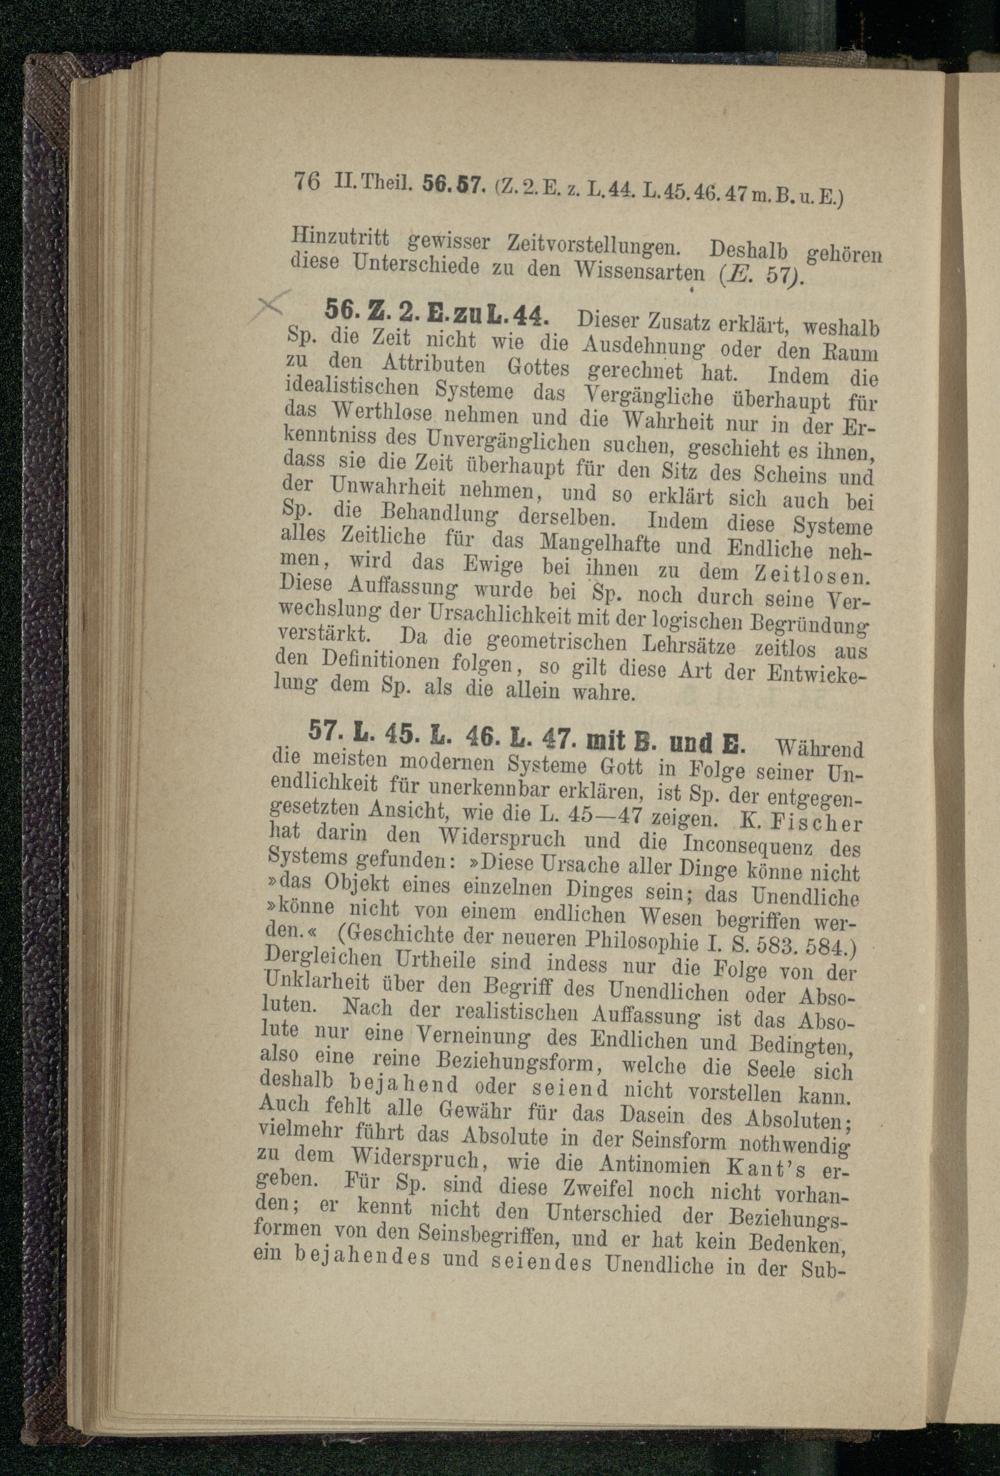 76 II. Theil. 56. 57. (Z. 2. E. z. L. 44. L. 45. 46. 47 m. B. u. E.)
Hinzutritt gewisser Zeitvorstellungen. Deshalb gehören
diese Unterschiede zu den Wissensarten (E. 57).
56. Z. 2. E. zu L. 44. Dieser Zusatz erklärt, weshalb
Sp. die Zeit nicht wie die Ausdehnung oder den Raum
zu den Attributen Gottes gerechnet hat. Indem die
idealistischen Systeme das Vergängliche überhaupt für
das Werthlose nehmen und die Wahrheit nur in der Er-
kenntniss des Unvergänglichen suchen, geschieht es ihnen,
dass sie die Zeit überhaupt für den Sitz des Scheins und
der Unwahrheit nehmen, und so erklärt sich auch bei
Sp. die Behandlung derselben. Indem diese Systeme
alles Zeitliche für das Mangelhafte und Endliche neh-
men, wird das Ewige bei ihnen zu dem Zeitlosen.
Diese Auffassung wurde bei Sp. noch durch seine Ver-
wechslung der Ursachlichkeit mit der logischen Begründung
verstärkt. Da die geometrischen Lehrsätze zeitlos aus
den Definitionen folgen, so gilt diese Art der Entwicke-
lung dem Sp. als die allein wahre.
57. L. 45. L. 46. L. 47. mit B. und E. Während
die meisten modernen Systeme Gott in Folge seiner Un-
endlichkeit für unerkennbar erklären, ist Sp. der entgegen-
gesetzten Ansicht, wie die L. 45—47 zeigen. K. Fischer
hat darin den Widerspruch und die Inconsequenz des
Systems gefunden: »Diese Ursache aller Dinge könne nicht
»das Objekt eines einzelnen Dinges sein; das Unendliche
»könne nicht von einem endlichen Wesen begriffen wer-
den.« (Geschichte der neueren Philosophie I. S. 583. 584.)
Dergleichen Urtheile sind indess nur die Folge von der
Unklarheit über den Begriff des Unendlichen oder Abso-
luten. Nach der realistischen Auffassung ist das Abso-
lute nur eine Verneinung des Endlichen und Bedingten,
also eine reine Beziehungsform, welche die Seele sich
deshalb bejahend oder seiend nicht vorstellen kann.
Auch fehlt alle Gewähr für das Dasein des Absoluten;
vielmehr führt das Absolute in der Seinsform nothwendig
zu dem Widerspruch, wie die Antinomien Kant's er-
geben. Für Sp. sind diese Zweifel noch nicht vorhan-
den; er kennt nicht den Unterschied der Beziehungs-
formen von den Seinsbegriffen, und er hat kein Bedenken,
ein bejahendes und seiendes Unendliche in der Sub-